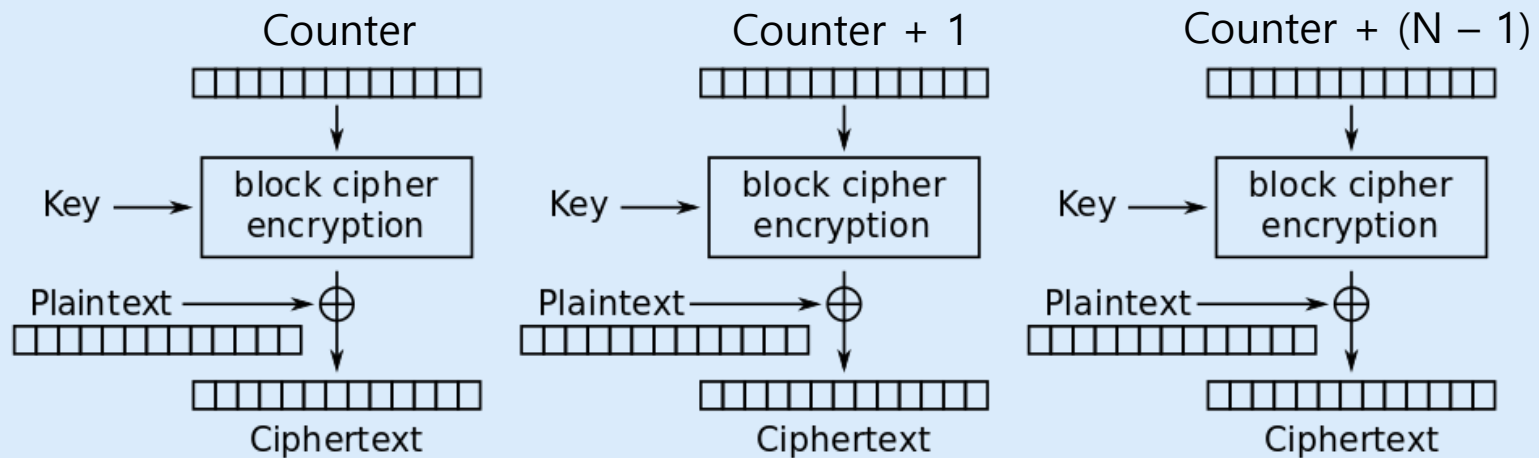 Counter
Counter + 1
Counter + (N – 1)
Key
block cipher
encryption
Key
block cipher
encryption
Key
block cipher
encryption
Plaintext
Plaintext
Plaintext
Ciphertext
Ciphertext
Ciphertext